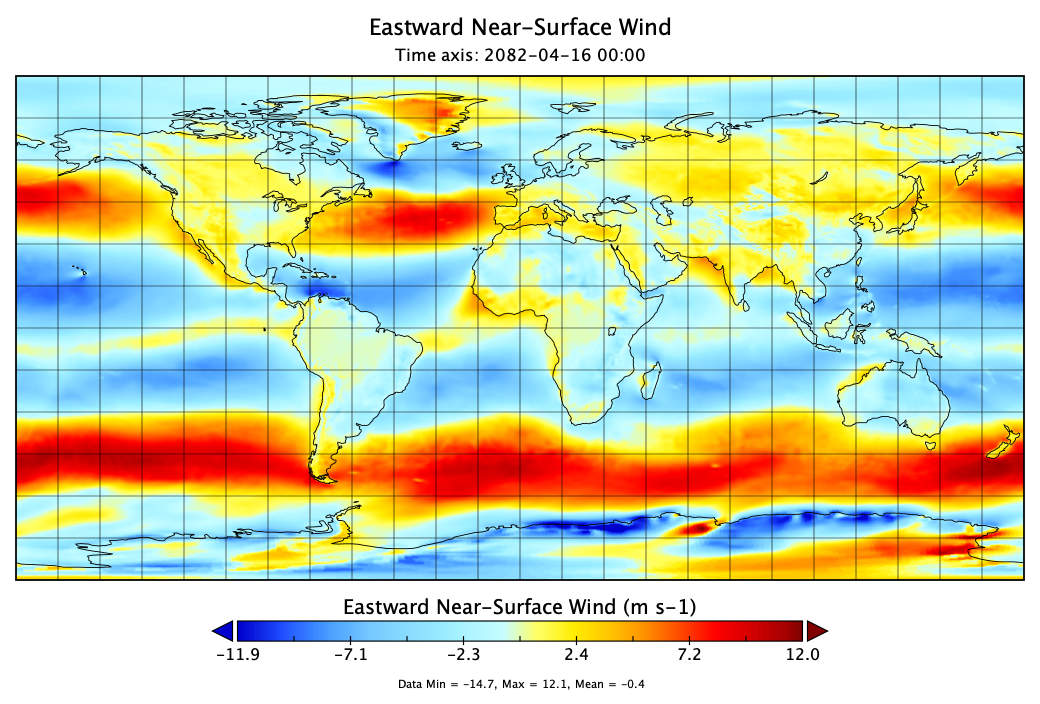 Eastward Near-Surface Wind
Time axis: 2082-04-16 00:00
Eastward Near-Surface Wind (m s-1)
-11.9 -7.1 -2.3 2.4 7.2 12.0
Data Min = -14.7, Max = 12.1, Mean = -0.4